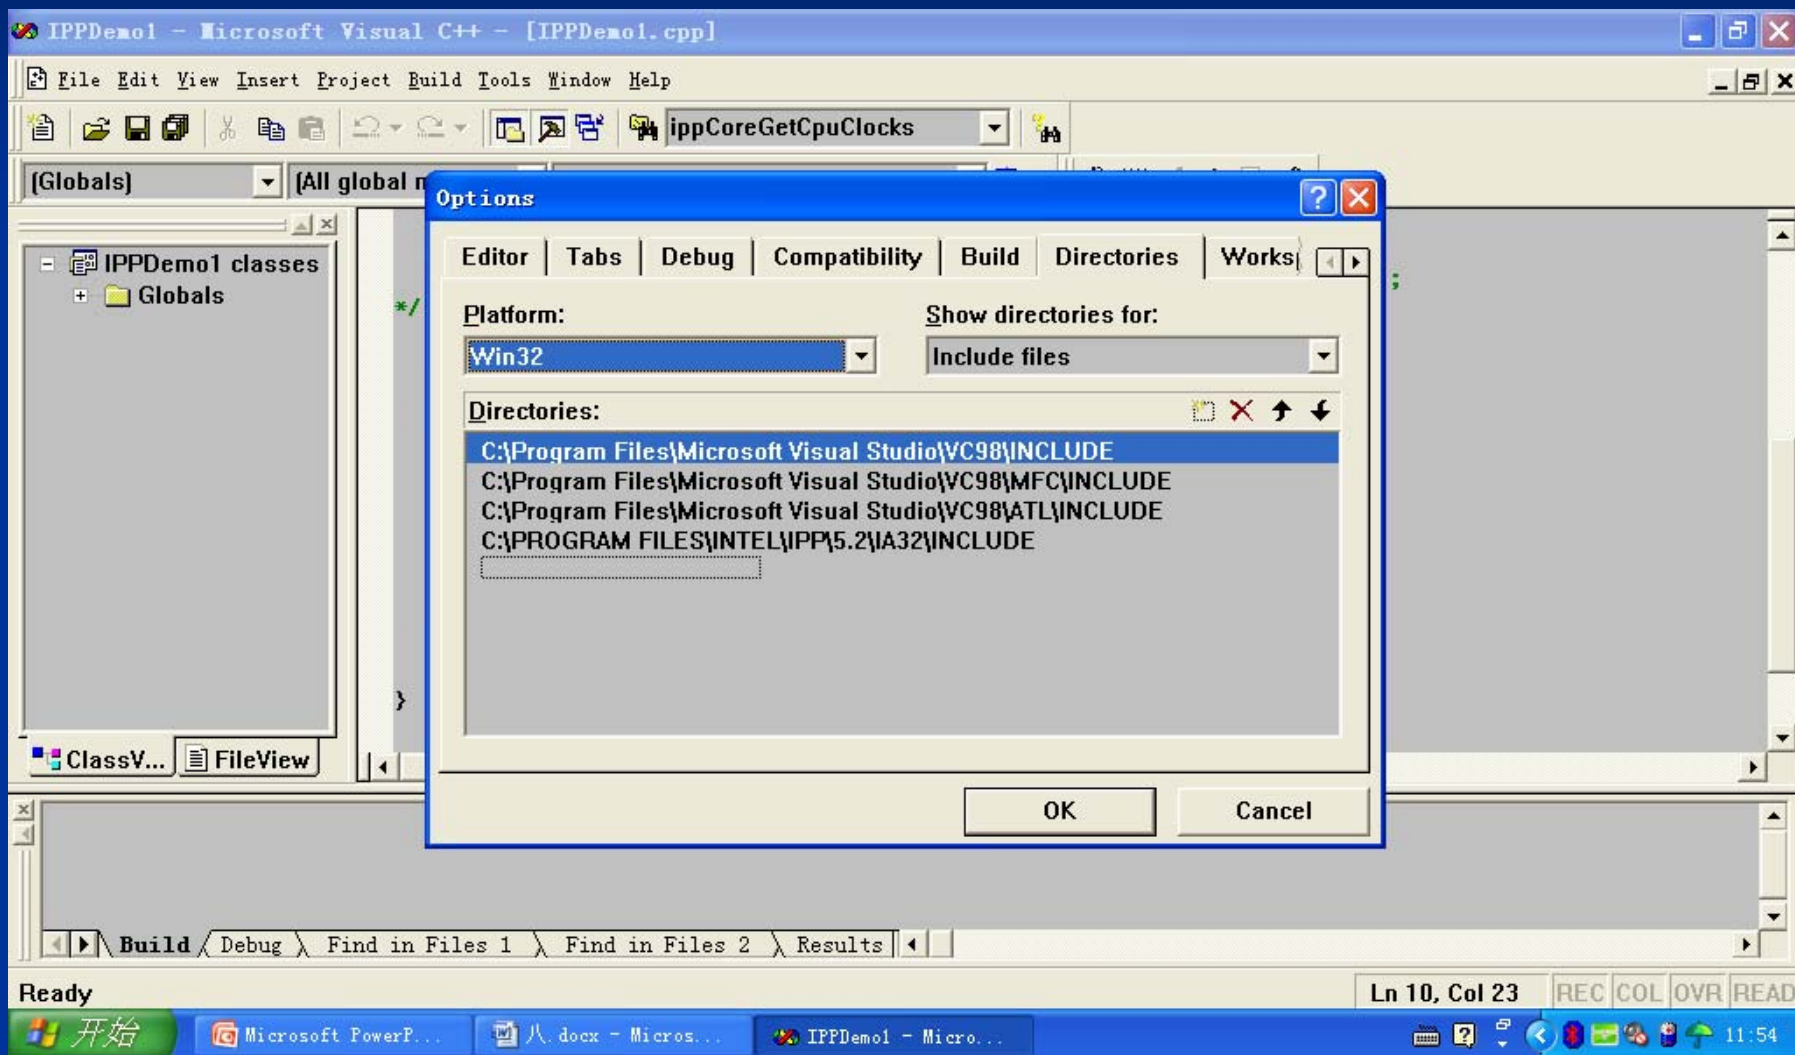 IPPDemo1 - Microsoft Visual C++ - [IPPDemo1.cpp]
File Edit View Insert Project Build Tools Window Help
ippCoreGetCpuClocks
(Globals)
(All global
Options
Editor Tabs Debug Compatibility Build Directories
IPPDemo1 classes
Globals
;
*/
Platform:
Show directories for:
Win32
Include files
Directories:
C:\Program Files\Microsoft Visual Studio\VC98\INCLUDE
C:\Program Files\Microsoft Visual Studio\VC98\MFC\INCLUDE
C:\Program Files\Microsoft Visual Studio\VC98\ATL\INCLUDE
C:\PROGRAM FILES\INTEL\IPP\5.2\IA32\INCLUDE
}
ClassV... FileView
OK
Cancel
Build Debug Find in Files 1 Find in Files 2 Results
Ready
Ln 10, Col 23 REC COL OVR READ
开始 Microsoft PowerP... 八.docx - Micros... IPPDemo1 - Micro... 11:54